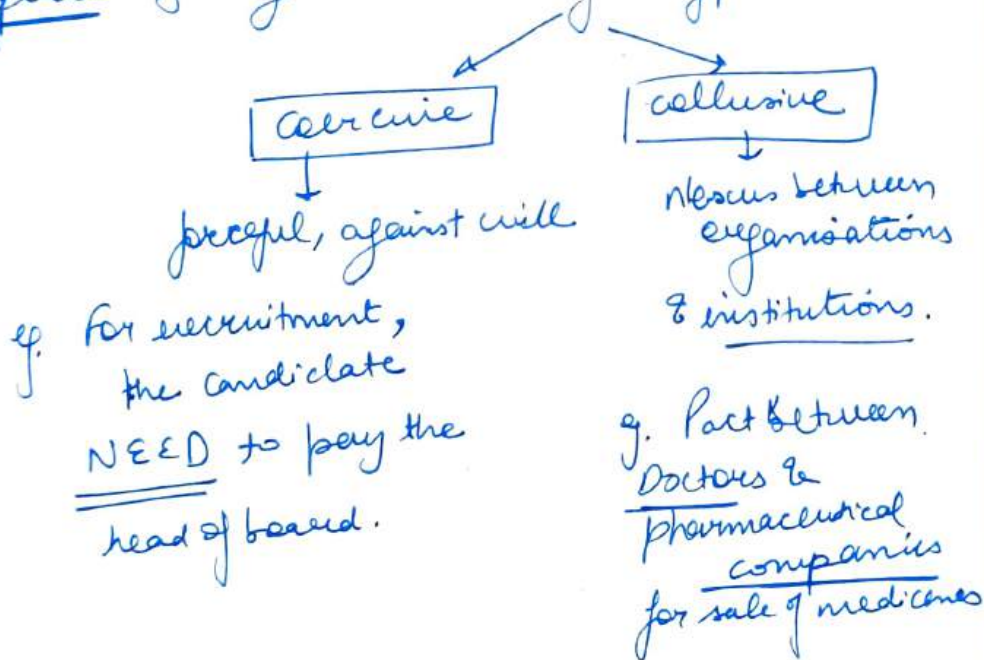 coercive
collusive
forceful, against will
Nexus between
organisations
& institutions.
eg. For recruitment,
the candidate
NEED to pay the
head of board.
eg. Pact between
Doctors &
pharmaceutical
companies
for sale of medicines